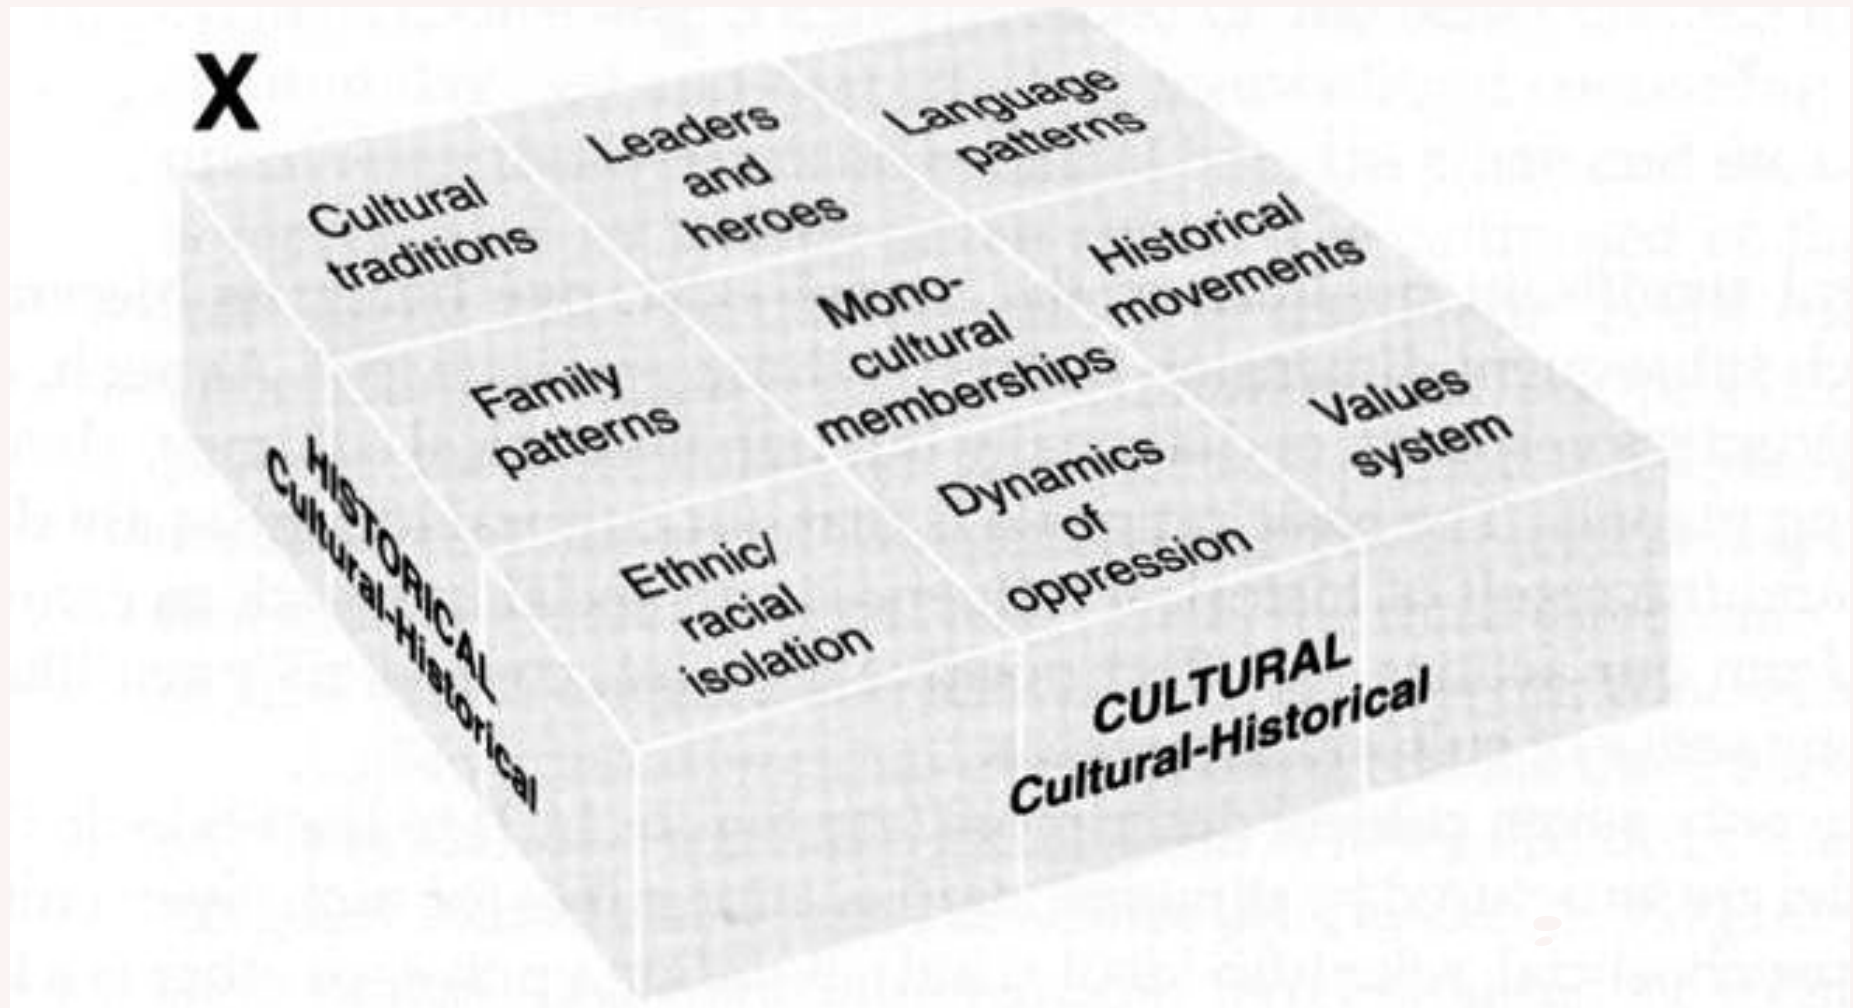 X
Cultural
traditions
Leaders
and
heroes
Language
patterns
Family
patterns
Mono-
cultural
memberships
Historical
movements
Ethnic/
racial
isolation
Dynamics
of
oppression
Values
system
HISTORICAL
Cultural-Historical
CULTURAL
Cultural-Historical